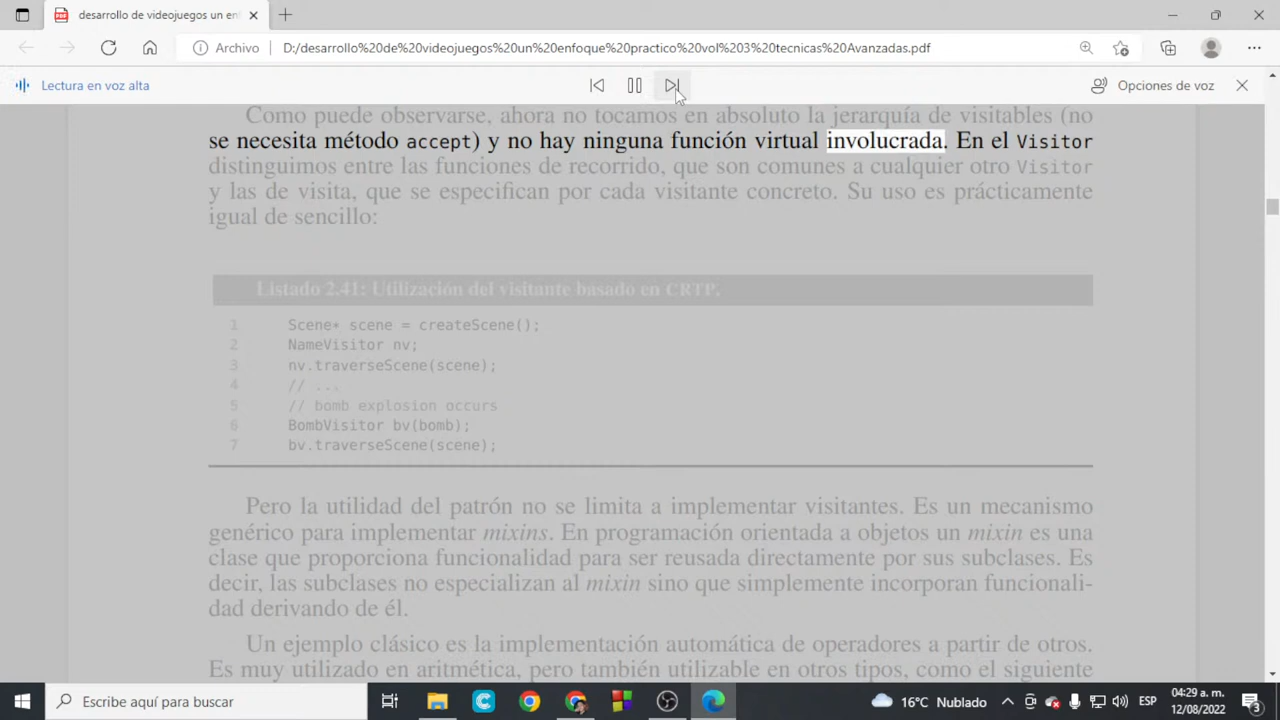 desarrollo de videojuegos un en
Archivo
D:/desarrollo%20de%20videojuegos%20un%20enfoque%20practico%20vol%203%20tecnicas%20Avanzadas.pdf
Lectura en voz alta
Opciones de voz
Como puede observarse, ahora no tocamos en absoluto la jerarquía de visitables (no
se necesita método accept) y no hay ninguna función virtual involucrada. En el Visitor
distinguimos entre las funciones de recorrido, que son comunes a cualquier otro Visitor
y las de visita, que se especifican por cada visitante concreto. Su uso es prácticamente
igual de sencillo:
Listado 2.41: Utilización del visitante basado en CRTP.
1 Scene* scene = createScene();
2 NameVisitor nv;
3 nv.traverseScene(scene);
4 // ...
5 // bomb explosion occurs
6 BombVisitor bv(bomb);
7 bv.traverseScene(scene);
Pero la utilidad del patrón no se limita a implementar visitantes. Es un mecanismo
genérico para implementar mixins. En programación orientada a objetos un mixin es una
clase que proporciona funcionalidad para ser reusada directamente por sus subclases. Es
decir, las subclases no especializan al mixin sino que simplemente incorporan funcionali-
dad derivando de él.
Un ejemplo clásico es la implementación automática de operadores a partir de otros.
Es muy utilizado en aritmética, pero también utilizable en otros tipos, como el siguiente
Escribe aquí para buscar
16°C Nublado
ESP
04:29 a. m.
12/08/2022
3